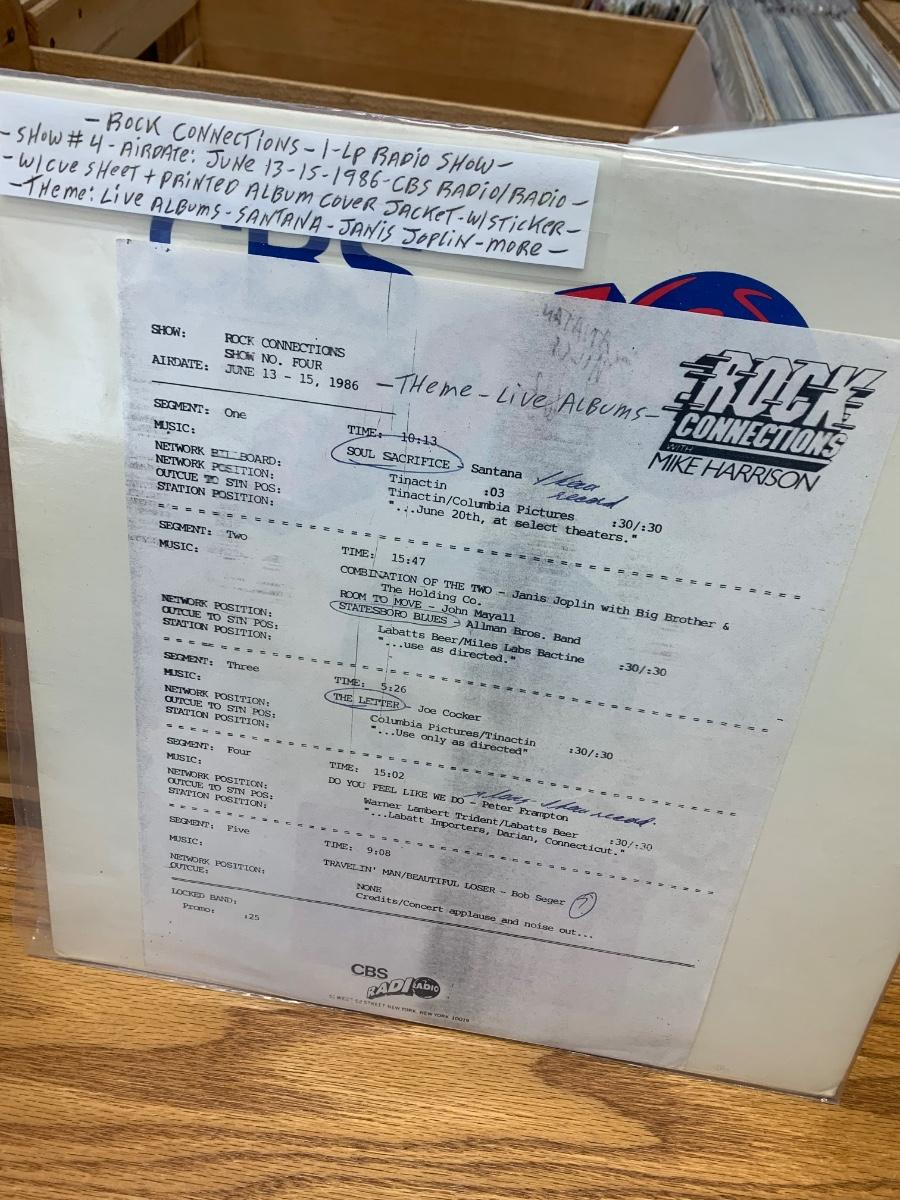 - ROCK CONNECTIONS - 1 - LP RADIO SHOW -
- SHOW # 4 - AIRDATE: JUNE 13-15-1986 - CBS RADIO/RADIO -
- W/CUE SHEET + PRINTED ALBUM COVER JACKET - W/STICKER -
- THEME: LIVE ALBUMS - SANTANA - JANIS JOPLIN - MORE -
SHOW: ROCK CONNECTIONS
SHOW NO. FOUR
AIRDATE: JUNE 13 - 15, 1986
- THEME - LIVE ALBUMS -
ROCK
CONNECTIONS
WITH
MIKE HARRISON
SEGMENT: One TIME: 10:13
MUSIC: SOUL SACRIFICE - Santana
NETWORK BILLBOARD: Tinactin :03
NETWORK POSITION: Tinactin/Columbia Pictures :30/:30
OUTCUE TO STN POS: "...June 20th, at select theaters."
STATION POSITION:
SEGMENT: Two TIME: 15:47
MUSIC: COMBINATION OF THE TWO - Janis Joplin with Big Brother &
The Holding Co.
ROOM TO MOVE - John Mayall
STATESBORO BLUES - Allman Bros. Band
NETWORK POSITION: Labatts Beer/Miles Labs Bactine :30/:30
OUTCUE TO STN POS: "...use as directed."
STATION POSITION:
SEGMENT: Three TIME: 5:26
MUSIC: THE LETTER - Joe Cocker
NETWORK POSITION: Columbia Pictures/Tinactin :30/:30
OUTCUE TO STN POS: "...Use only as directed"
STATION POSITION:
SEGMENT: Four TIME: 15:02
MUSIC: DO YOU FEEL LIKE WE DO - Peter Frampton
NETWORK POSITION: Warner Lambert Trident/Labatts Beer :30/:30
OUTCUE TO STN POS: "...Labatt Importers, Darian, Connecticut."
STATION POSITION:
SEGMENT: Five TIME: 9:08
MUSIC: TRAVELIN' MAN/BEAUTIFUL LOSER - Bob Seger ?
NETWORK POSITION: NONE
OUTCUE: Credits/Concert applause and noise out...
LOCKED BAND:
Promo: :25
CBS
RADIO RADIO
51 WEST 52 STREET NEW YORK, NEW YORK 10019